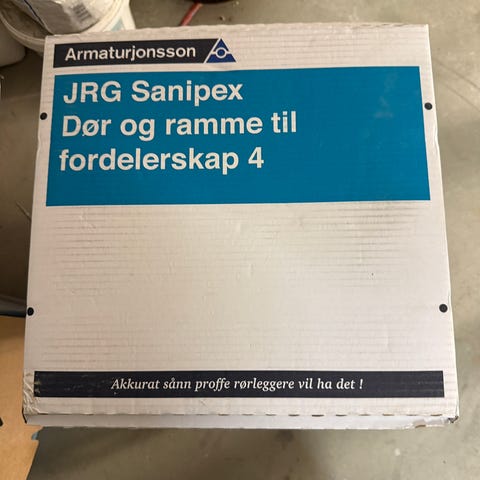 Armaturjonsson
JRG Sanipex
Dør og ramme til
fordelerskap 4
Akkurat sånn proffe rørleggere vil ha det !